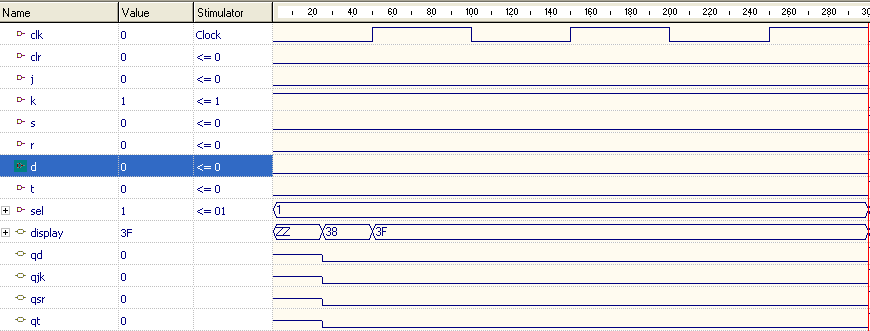 Name Value Stimulator 20 40 60 80 100 120 140 160 180 200 220 240 260 280 30
clk 0 Clock
clr 0 <= 0
j 0 <= 0
k 1 <= 1
s 0 <= 0
r 0 <= 0
d 0 <= 0
t 0 <= 0
sel 1 <= 01 1
display 3F ZZ 38 3F
qd 0
qjk 0
qsr 0
qt 0